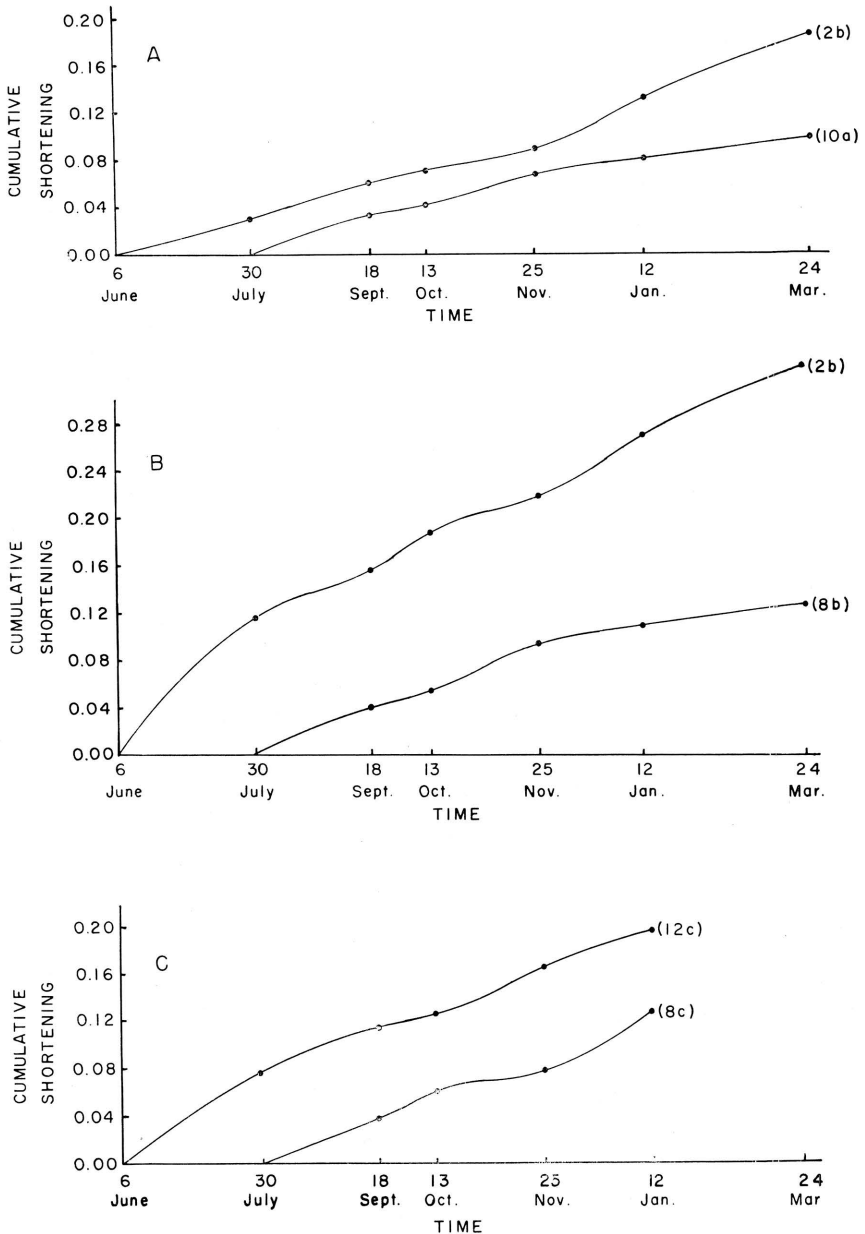 A
CUMULATIVE
SHORTENING
0.20
0.16
0.12
0.08
0.04
0.00
(2b)
(10a)
6 30 18 13 25 12 24
June July Sept. Oct. Nov. Jan. Mar.
TIME
B
CUMULATIVE
SHORTENING
0.28
0.24
0.20
0.16
0.12
0.08
0.04
0.00
(2b)
(8b)
6 30 18 13 25 12 24
June July Sept. Oct. Nov. Jan. Mar.
TIME
C
CUMULATIVE
SHORTENING
0.20
0.16
0.12
0.08
0.04
0.00
(12c)
(8c)
6 30 18 13 25 12 24
June July Sept. Oct. Nov. Jan. Mar
TIME